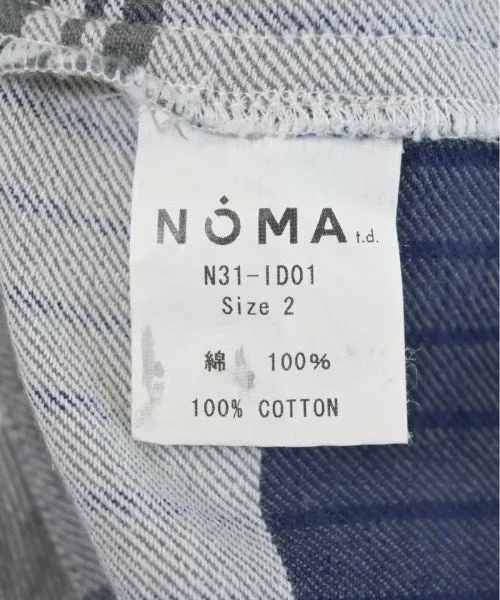 NOMA t.d.
N31-ID01
Size 2
綿 100%
100% COTTON